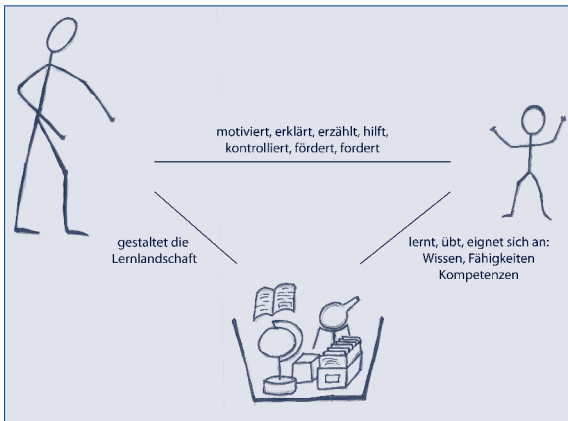 motiviert, erklärt, erzählt, hilft,
kontrolliert, fördert, fordert
gestaltet die
Lernlandschaft
lernt, übt, eignet sich an:
Wissen, Fähigkeiten
Kompetenzen